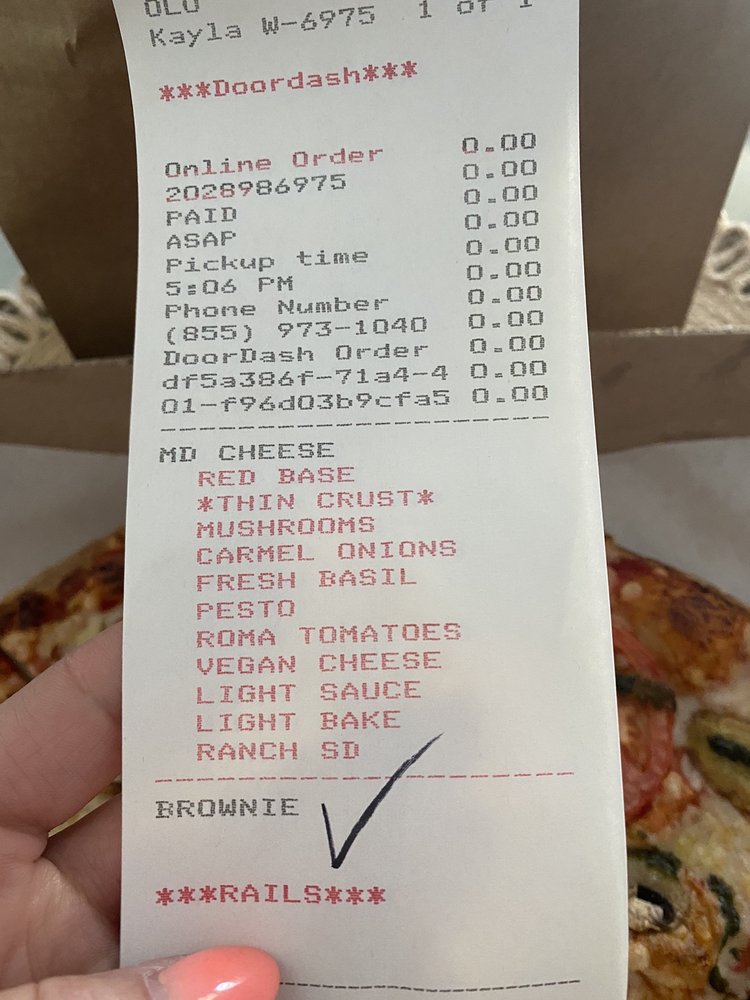 OLO
Kayla W-6975 1 of 1
***Doordash***
Online Order 0.00
2028986975 0.00
PAID 0.00
ASAP 0.00
Pickup time 0.00
5:06 PM 0.00
Phone Number 0.00
(855) 973-1040 0.00
DoorDash Order 0.00
df5a386f-71a4-4 0.00
01-f96d03b9cfa5 0.00
MD CHEESE
RED BASE
*THIN CRUST*
MUSHROOMS
CARMEL ONIONS
FRESH BASIL
PESTO
ROMA TOMATOES
VEGAN CHEESE
LIGHT SAUCE
LIGHT BAKE
RANCH SD
BROWNIE
***RAILS***